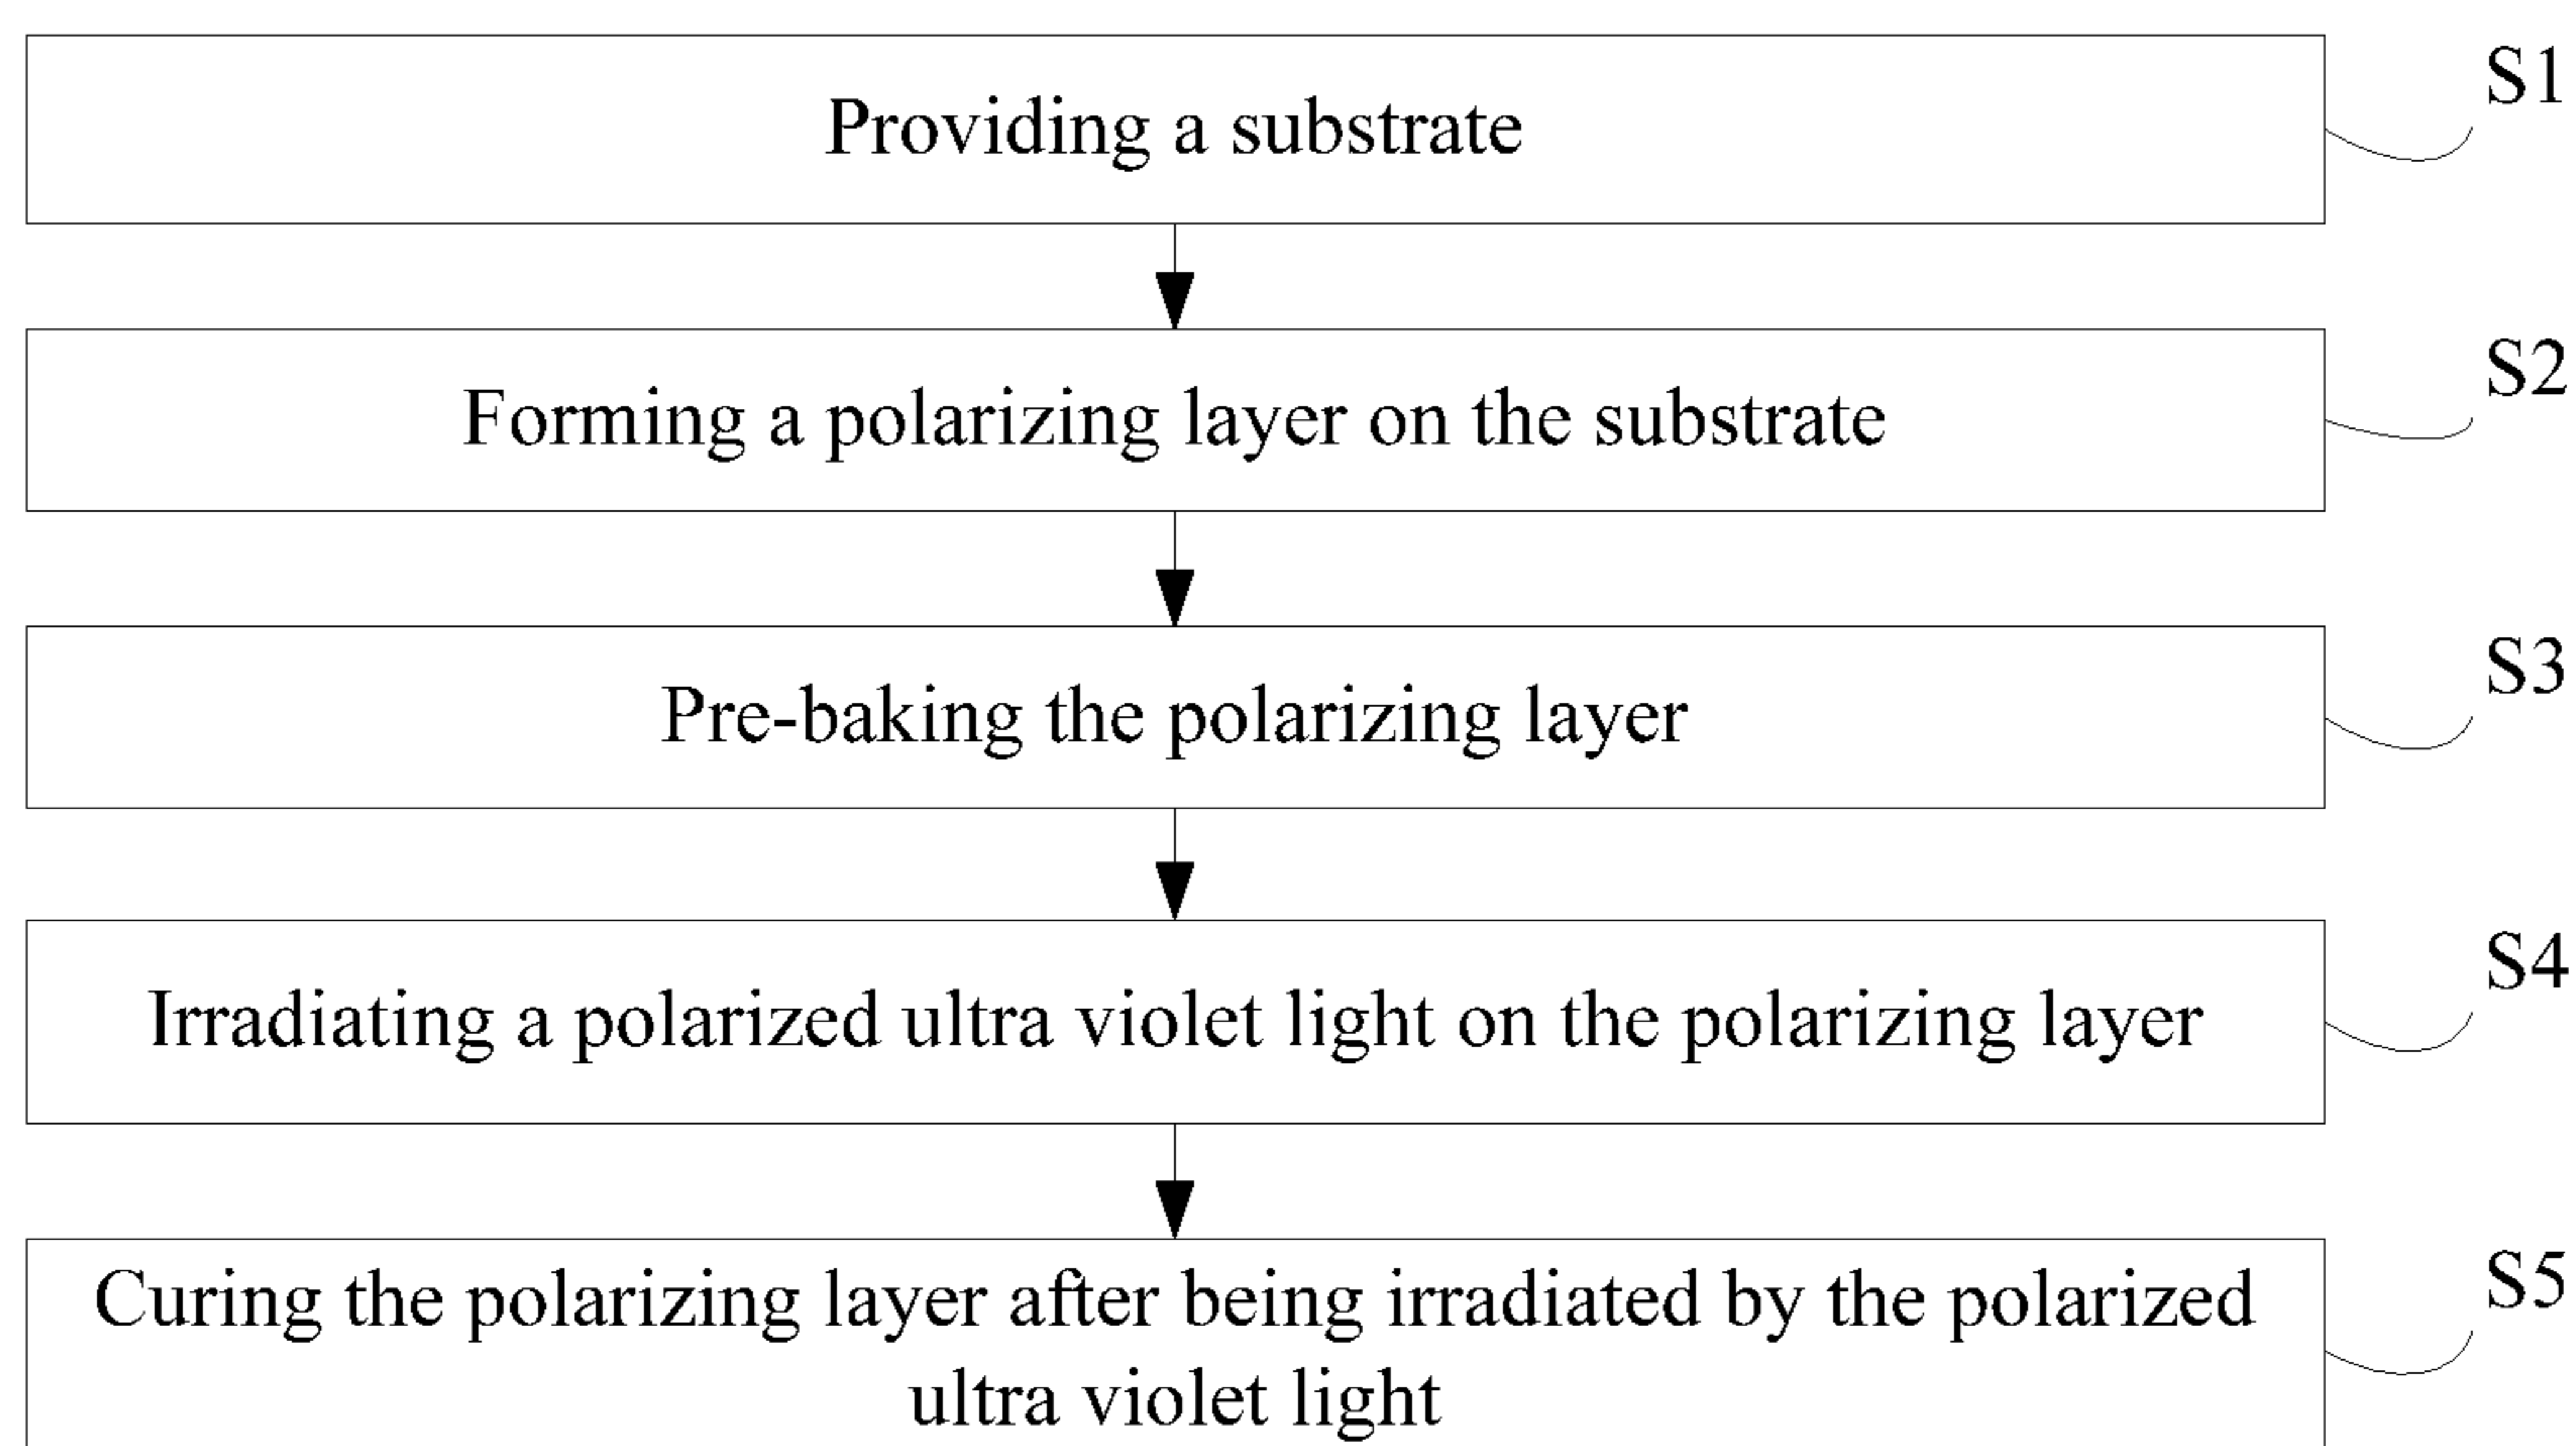 Providing a substrate
S1
Forming a polarizing layer on the substrate
S2
Pre-baking the polarizing layer
S3
Irradiating a polarized ultra violet light on the polarizing layer
S4
Curing the polarizing layer after being irradiated by the polarized
ultra violet light
S5